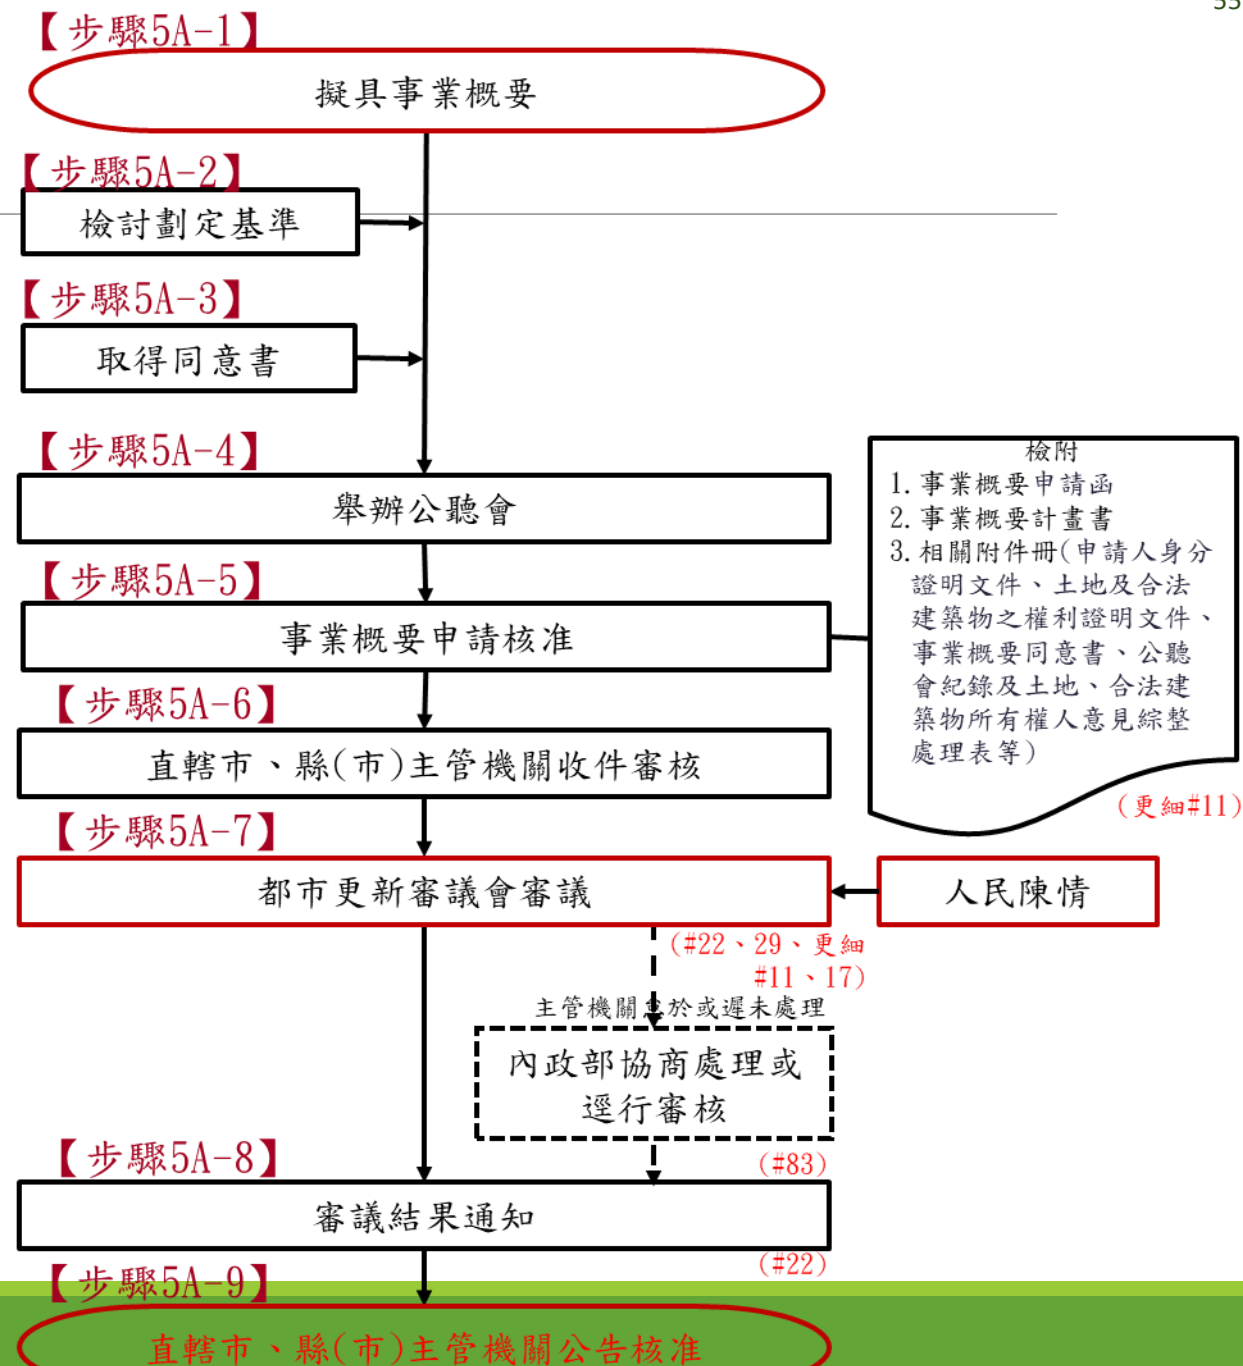 55
【步驟5A-1】
擬具事業概要
【步驟5A-2】
檢討劃定基準
【步驟5A-3】
取得同意書
【步驟5A-4】
舉辦公聽會
【步驟5A-5】
事業概要申請核准
檢附
1.事業概要申請函
2.事業概要計畫書
3.相關附件冊(申請人身分
證明文件、土地及合法
建築物之權利證明文件、
事業概要同意書、公聽
會紀錄及土地、合法建
築物所有權人意見綜整
處理表等)
(更細#11)
【步驟5A-6】
直轄市、縣(市)主管機關收件審核
【步驟5A-7】
都市更新審議會審議
人民陳情
(#22、29、更細
#11、17)
主管機關怠於或遲未處理
內政部協商處理或
逕行審核
(#83)
【步驟5A-8】
審議結果通知
(#22)
【步驟5A-9】
直轄市、縣(市)主管機關公告核准